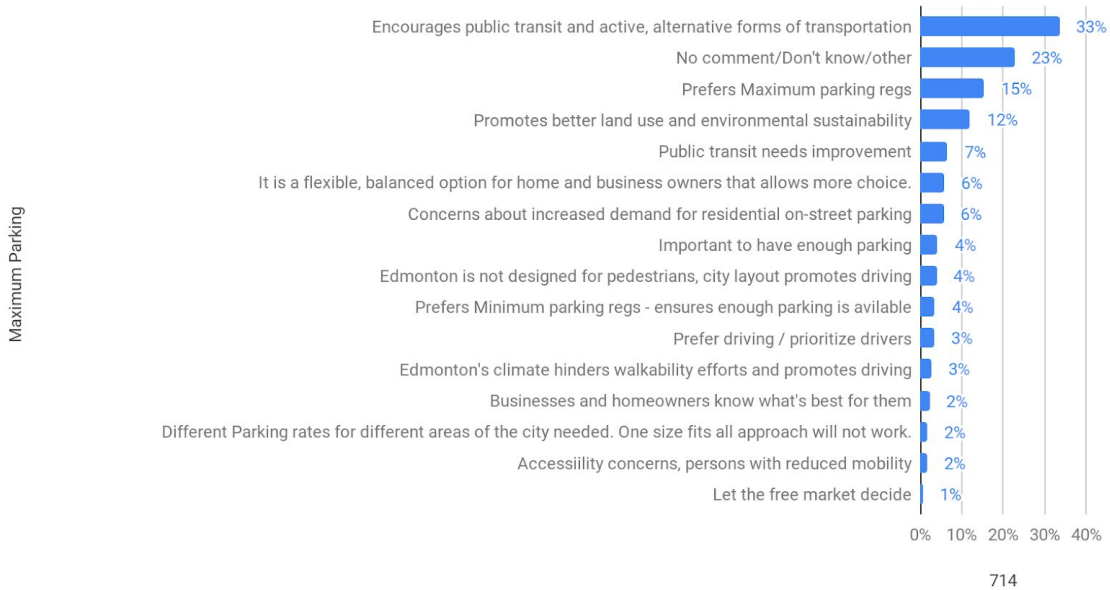 Encourages public transit and active, alternative forms of transportation 33%
No comment/Don't know/other 23%
Prefers Maximum parking regs 15%
Promotes better land use and environmental sustainability 12%
Public transit needs improvement 7%
It is a flexible, balanced option for home and business owners that allows more choice. 6%
Concerns about increased demand for residential on-street parking 6%
Important to have enough parking 4%
Edmonton is not designed for pedestrians, city layout promotes driving 4%
Prefers Minimum parking regs - ensures enough parking is avilable 4%
Prefer driving / prioritize drivers 3%
Edmonton's climate hinders walkability efforts and promotes driving 3%
Businesses and homeowners know what's best for them 2%
Different Parking rates for different areas of the city needed. One size fits all approach will not work. 2%
Accessiility concerns, persons with reduced mobility 2%
Let the free market decide 1%
0% 10% 20% 30% 40%
714
Maximum Parking